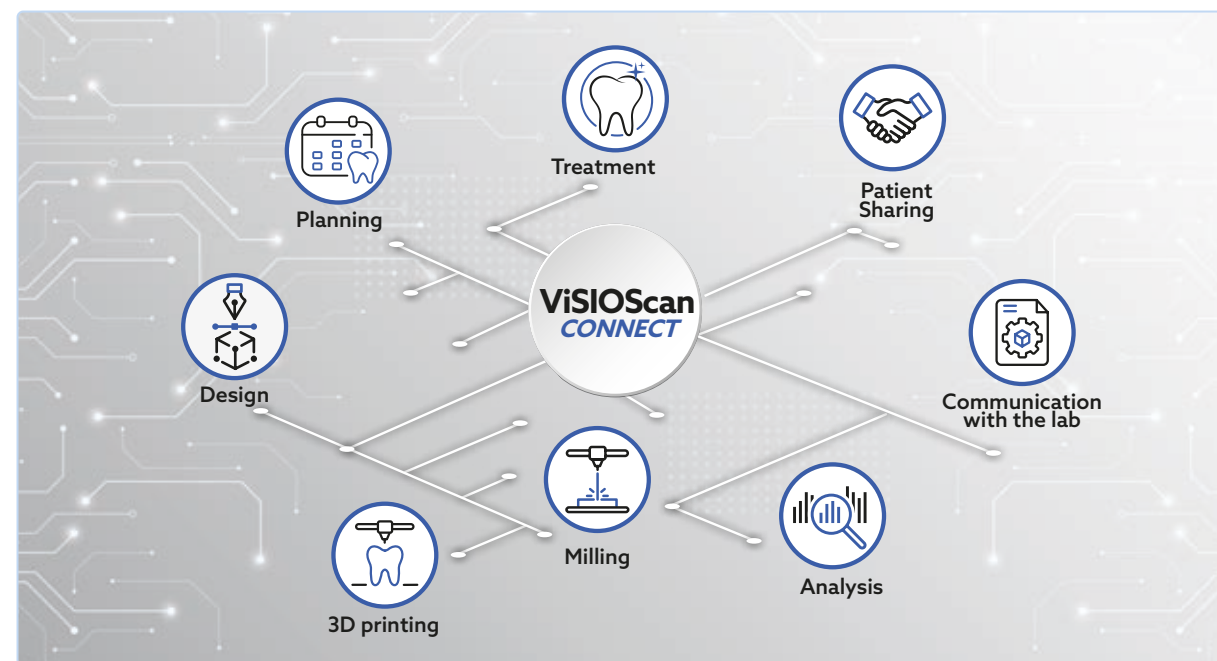 Treatment
Patient
Sharing
Planning
ViSIOScan
CONNECT
Design
Communication
with the lab
Milling
Analysis
3D printing